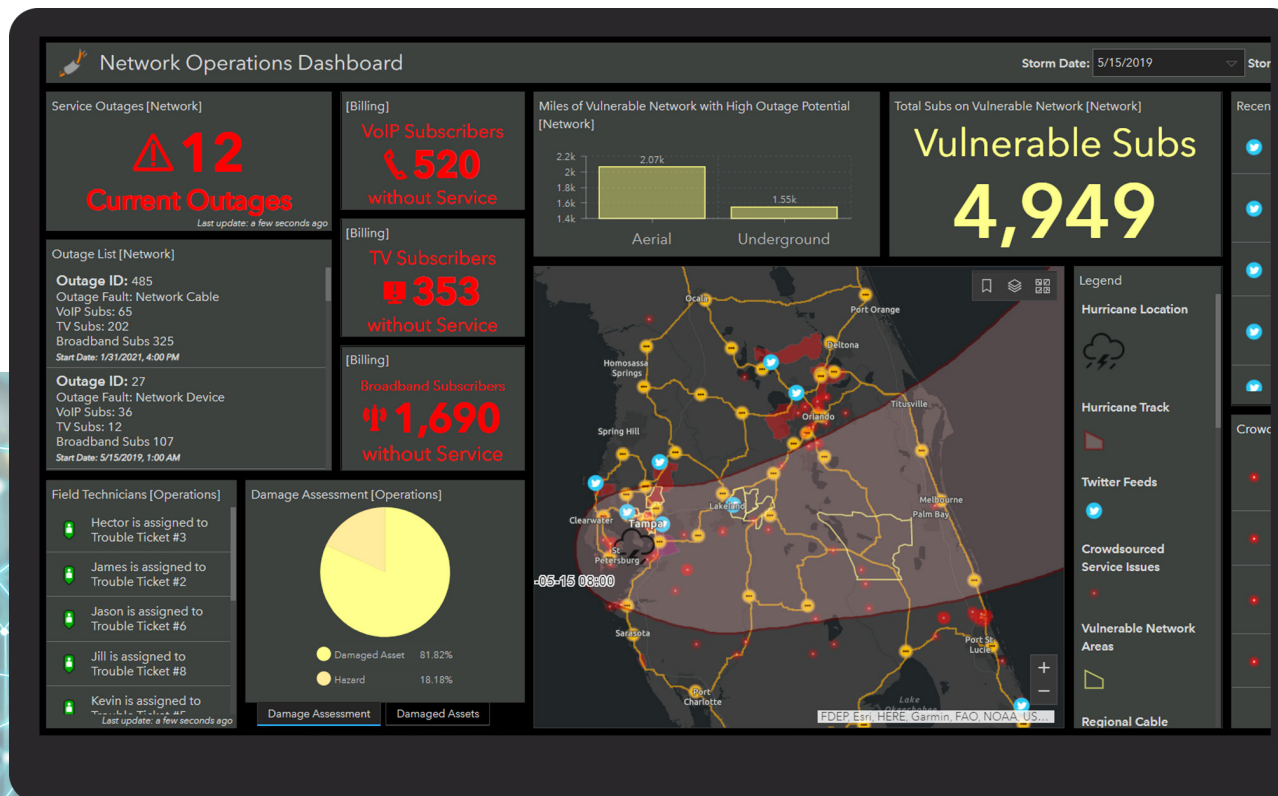 Network Operations Dashboard
Storm Date:
5/15/2019
Service Outages [Network]
12
Current Outages
Last update: a few seconds ago
[Billing]
VoIP Subscribers
520
without Service
[Billing]
TV Subscribers
353
without Service
[Billing]
Broadband Subscribers
1,690
without Service
Outage List [Network]
Outage ID: 485
Outage Fault: Network Cable
VoIP Subs: 65
TV Subs: 202
Broadband Subs 325
Start Date: 1/31/2021, 4:00 PM
Outage ID: 27
Outage Fault: Network Device
VoIP Subs: 36
TV Subs: 12
Broadband Subs 107
Start Date: 5/15/2019, 1:00 AM
Field Technicians [Operations]
Hector is assigned to
Trouble Ticket #3
James is assigned to
Trouble Ticket #2
Jason is assigned to
Trouble Ticket #6
Jill is assigned to
Trouble Ticket #8
Kevin is assigned to
Last update: a few seconds ago
Damage Assessment [Operations]
Damaged Asset 81.82%
Hazard 18.18%
Damage Assessment
Damaged Assets
Miles of Vulnerable Network with High Outage Potential
[Network]
2.2k
2k
1.8k
1.6k
1.4k
2.07k
1.55k
Aerial
Underground
Total Subs on Vulnerable Network [Network]
Vulnerable Subs
4,949
Ocala
Port Orange
Deltona
Homosassa
Springs
Titusville
Orlando
Spring Hill
Lakeland
Melbourne
Palm Bay
Clearwater
Tampa
St
Petersburg
-05-15 08:00
Sarasota
Port St.
Lucie
Port
Charlotte
Lake
Okeechobee
+
−
FDEP, Esri, HERE, Garmin, FAO, NOAA, US...
Legend
Hurricane Location
Hurricane Track
Twitter Feeds
Crowdsourced
Service Issues
Vulnerable Network
Areas
Regional Cable